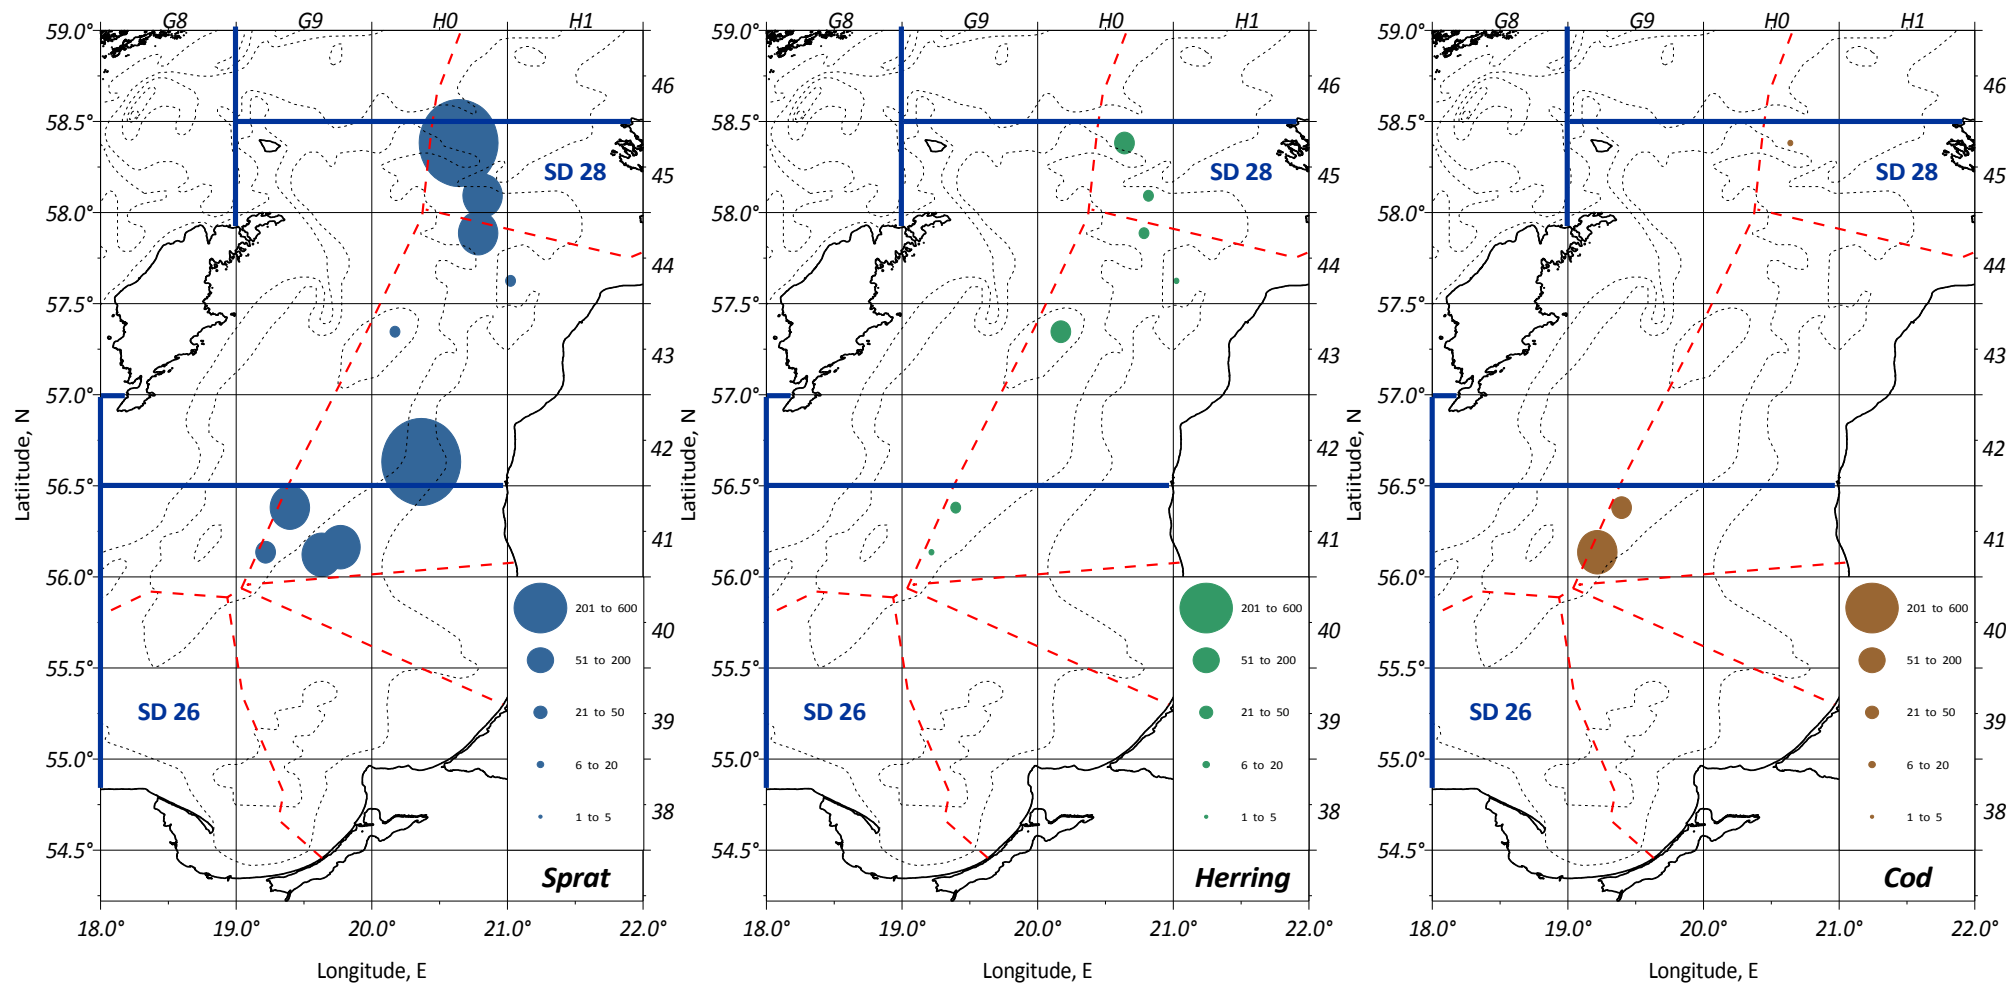 G8 G9 H0 H1
59.0°
46
58.5°
SD 28
45
58.0°
44
57.5°
43
57.0°
42
56.5°
41
56.0°
201 to 600
40
51 to 200
55.5°
SD 26
21 to 50
39
55.0°
6 to 20
38
1 to 5
54.5°
Sprat
18.0° 19.0° 20.0° 21.0° 22.0°
Longitude, E
Latiitude, N
G8 G9 H0 H1
59.0°
46
58.5°
SD 28
45
58.0°
44
57.5°
43
57.0°
42
56.5°
41
56.0°
201 to 600
40
51 to 200
55.5°
SD 26
21 to 50
39
55.0°
6 to 20
38
1 to 5
54.5°
Herring
18.0° 19.0° 20.0° 21.0° 22.0°
Longitude, E
Latiitude, N
G8 G9 H0 H1
59.0°
46
58.5°
SD 28
45
58.0°
44
57.5°
43
57.0°
42
56.5°
41
56.0°
201 to 600
40
51 to 200
55.5°
SD 26
21 to 50
39
55.0°
6 to 20
38
1 to 5
54.5°
Cod
18.0° 19.0° 20.0° 21.0° 22.0°
Longitude, E
Latiitude, N